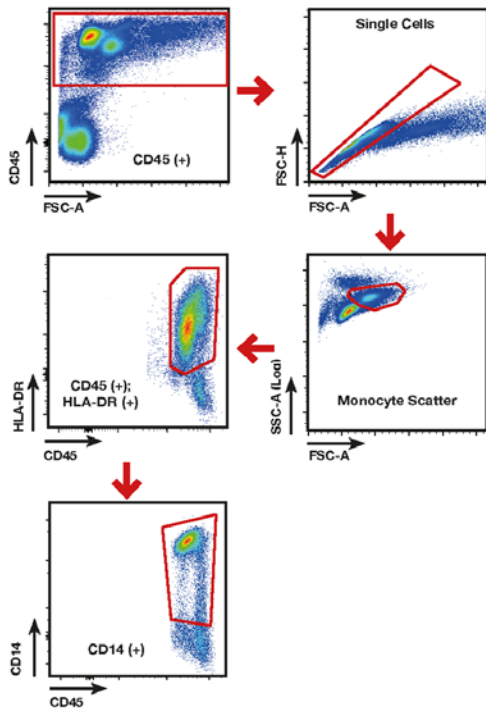 CD45
CD45 (+)
FSC-A
Single Cells
FSC-H
FSC-A
SSC-A (Log)
Monocyte Scatter
FSC-A
HLA-DR
CD45 (+);
HLA-DR (+)
CD45
CD14
CD14 (+)
CD45